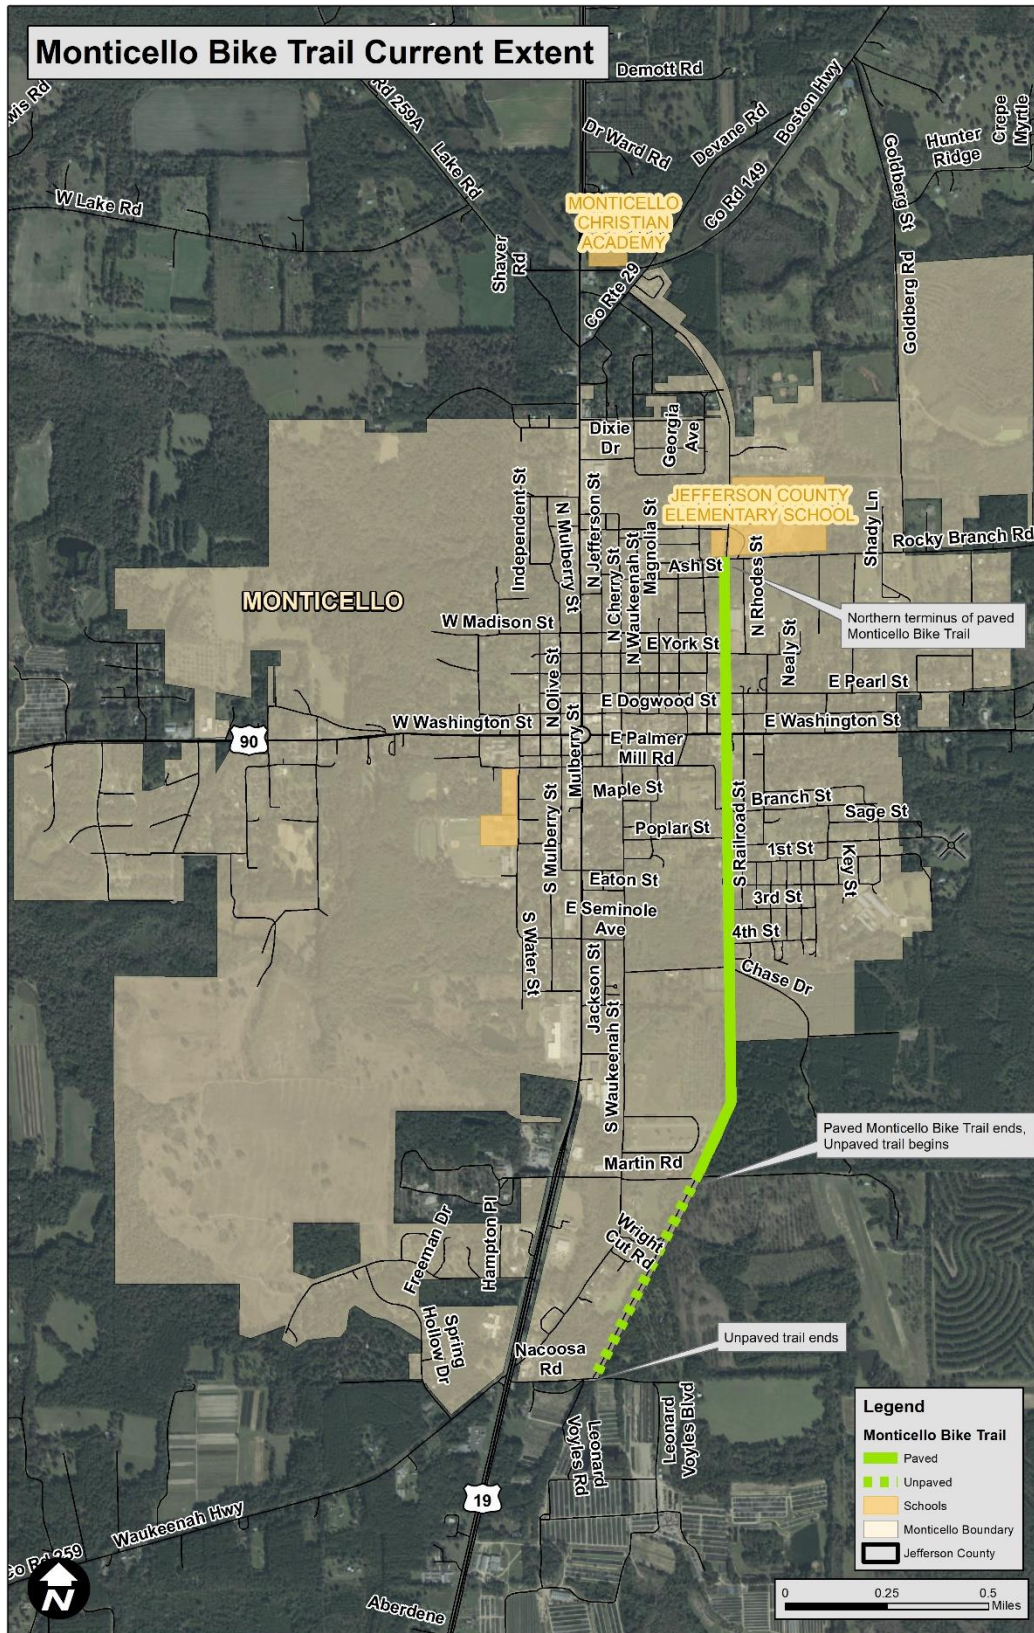 Monticello Bike Trail Current Extent
Demott Rd
Rd 259A
wis Rd
Dr Ward Rd
Devane Rd
Boston Hwy
Hunter
Ridge
Crepe
Myrtle
Lake Rd
W Lake Rd
Co Rd 149
Goldberg St
MONTICELLO
CHRISTIAN
ACADEMY
Shaver
Rd
Co Rte 29
Goldberg Rd
Dixie
Dr
Georgia
Ave
JEFFERSON COUNTY
ELEMENTARY SCHOOL
Independent St
N Mulberry St
N Jefferson St
N Cherry St
N Waukeenah St
Magnolia St
Ash St
N Rhodes St
Shady Ln
Rocky Branch Rd
MONTICELLO
Northern terminus of paved
Monticello Bike Trail
W Madison St
E York St
Nealy St
N Olive St
E Dogwood St
E Pearl St
W Washington St
E Washington St
90
Mulberry St
E Palmer
Mill Rd
Maple St
S Railroad St
Branch St
Sage St
S Mulberry St
Poplar St
1st St
Key St
Eaton St
3rd St
E Seminole
Ave
4th St
S Water St
Jackson St
S Waukeenah St
Chase Dr
Paved Monticello Bike Trail ends,
Unpaved trail begins
Martin Rd
Freeman Dr
Hampton Pl
Wright
Cut Rd
Spring
Hollow Dr
Nacoosa
Rd
Unpaved trail ends
Leonard
Voyles Rd
Leonard
Voyles Blvd
19
Waukeenah Hwy
Co Rd 259
Aberdene
N
Legend
Monticello Bike Trail
Paved
Unpaved
Schools
Monticello Boundary
Jefferson County
0 0.25 0.5
Miles